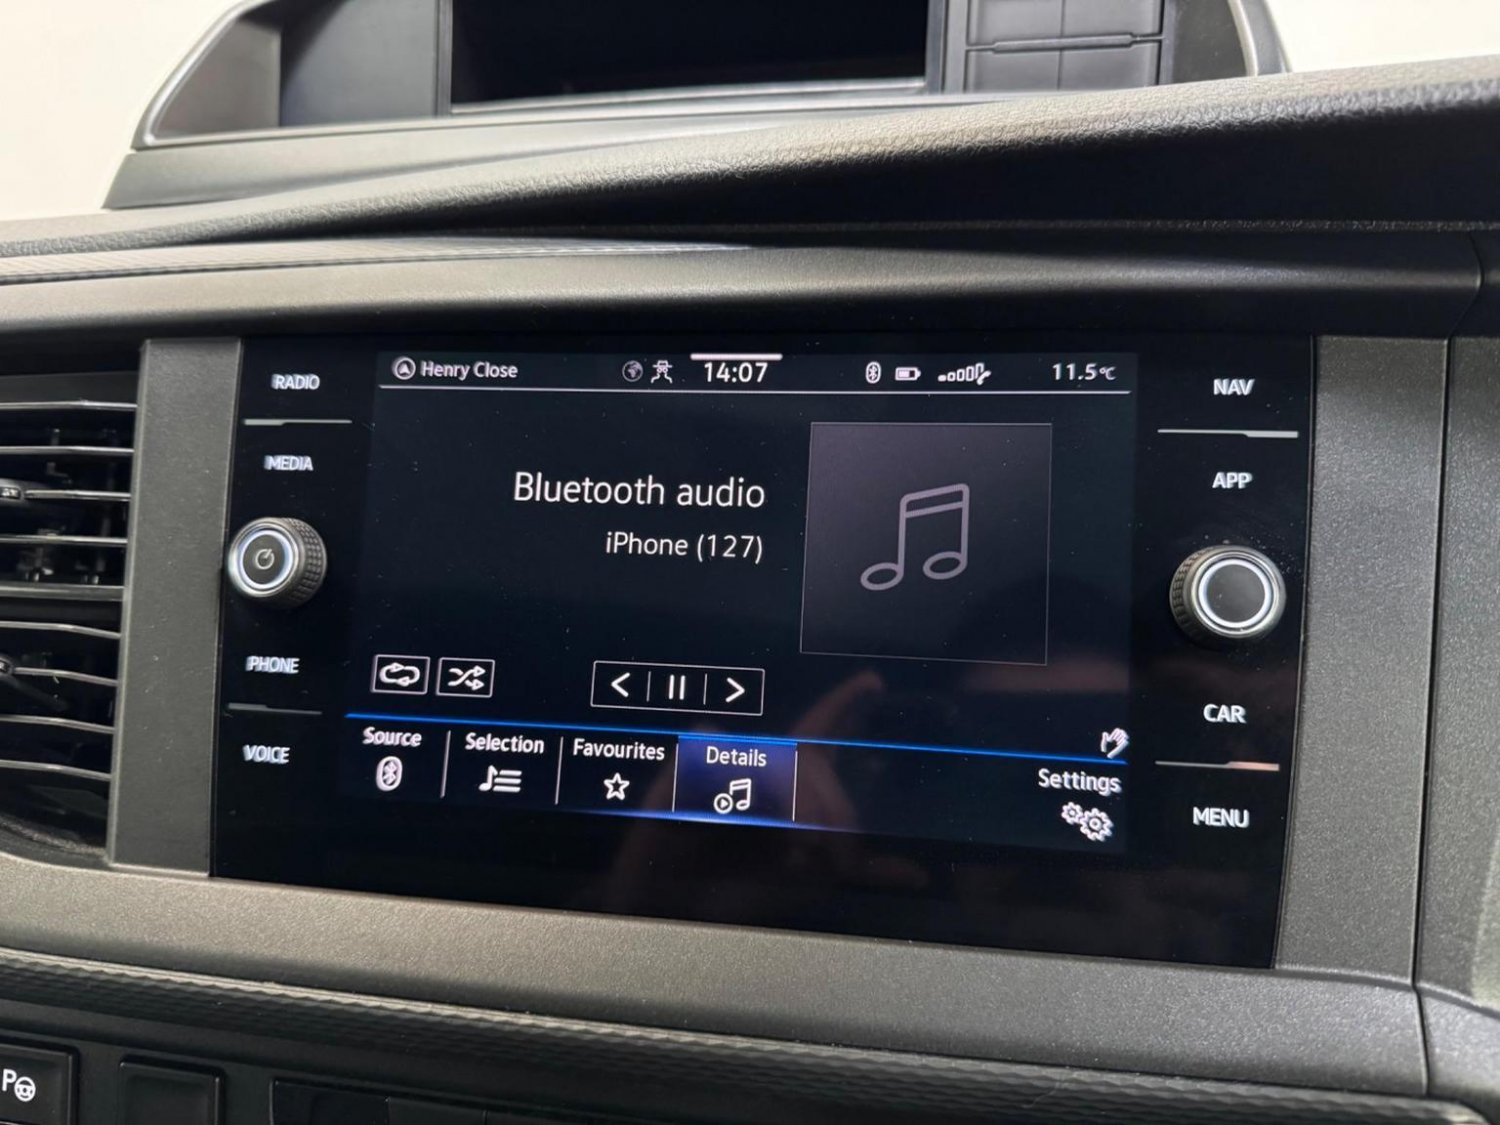 Henry Close
14:07
11.5°C
RADIO
MEDIA
PHONE
VOICE
Bluetooth audio
iPhone (127)
Source
Selection
Favourites
Details
Settings
NAV
APP
CAR
MENU
P